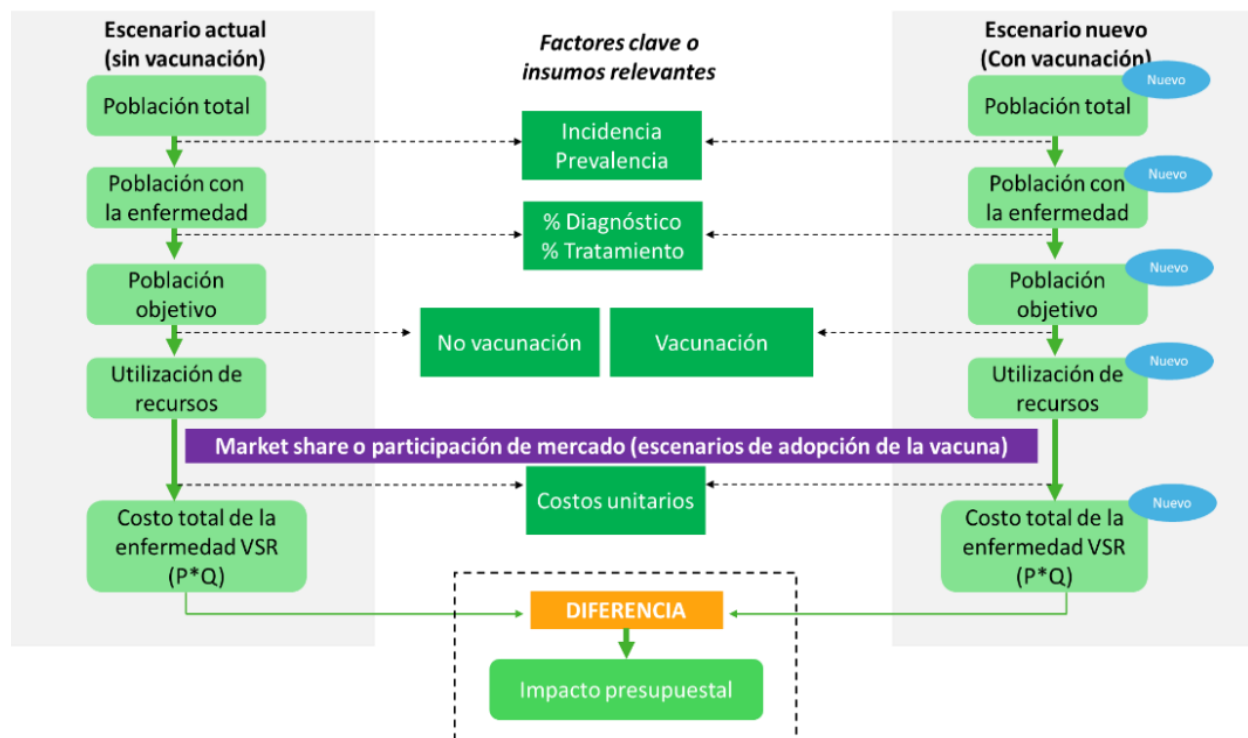 Escenario actual
(sin vacunación)
Factores clave o
insumos relevantes
Escenario nuevo
(Con vacunación)
Población total
Nuevo
Población total
Incidencia
Prevalencia
Población con
la enfermedad
Nuevo
Población con
la enfermedad
% Diagnóstico
% Tratamiento
Población
objetivo
Nuevo
Población
objetivo
No vacunación
Vacunación
Utilización de
recursos
Nuevo
Utilización de
recursos
Market share o participación de mercado (escenarios de adopción de la vacuna)
Costos unitarios
Costo total de la
enfermedad VSR
(P*Q)
Nuevo
Costo total de la
enfermedad VSR
(P*Q)
DIFERENCIA
Impacto presupuestal